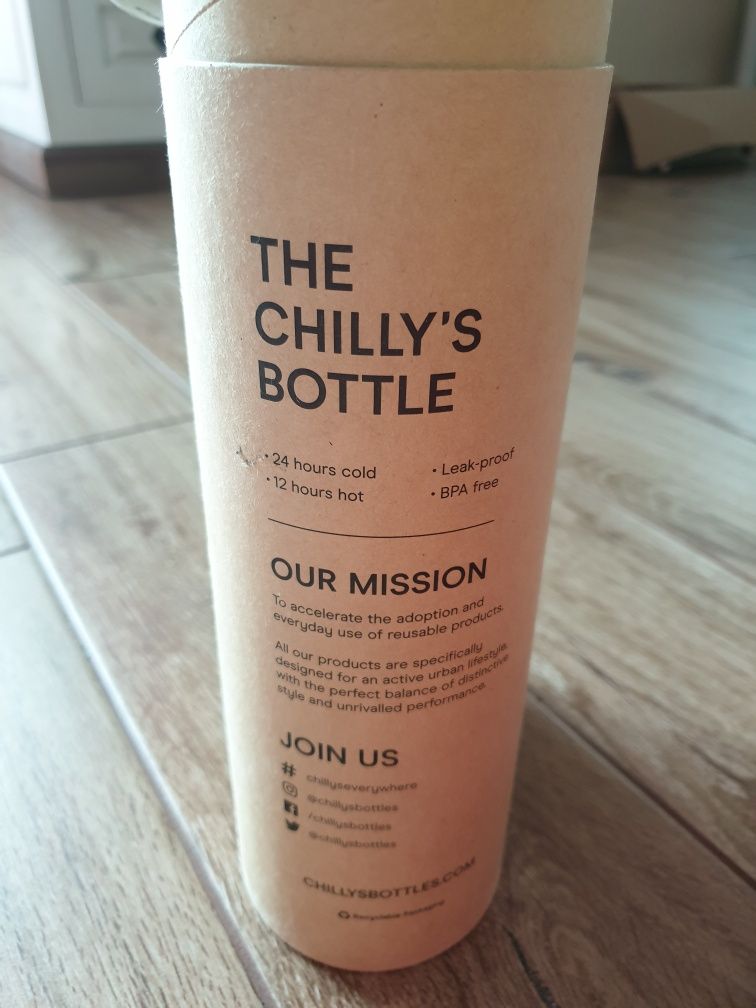 THE
CHILLY'S
BOTTLE
• 24 hours cold
• 12 hours hot
• Leak-proof
• BPA free
OUR MISSION
To accelerate the adoption and
everyday use of reusable products.
All our products are specifically
designed for an active urban lifestyle,
with the perfect balance of distinctive
style and unrivalled performance.
JOIN US
# chillyseverywhere
@chillysbottles
/chillysbottles
@chillysbottles
CHILLYSBOTTLES.COM
Recyclable Packaging